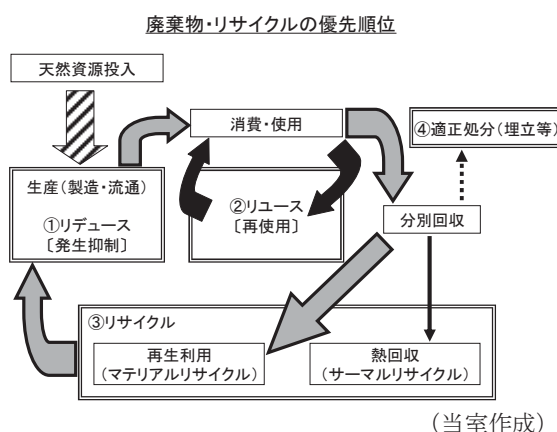 廃棄物・リサイクルの優先順位
天然資源投入
消費・使用
④適正処分（埋立等）
生産（製造・流通）
①リデュース
〔発生抑制〕
②リユース
〔再使用〕
分別回収
③リサイクル
再生利用
（マテリアルリサイクル）
熱回収
（サーマルリサイクル）
（当室作成）